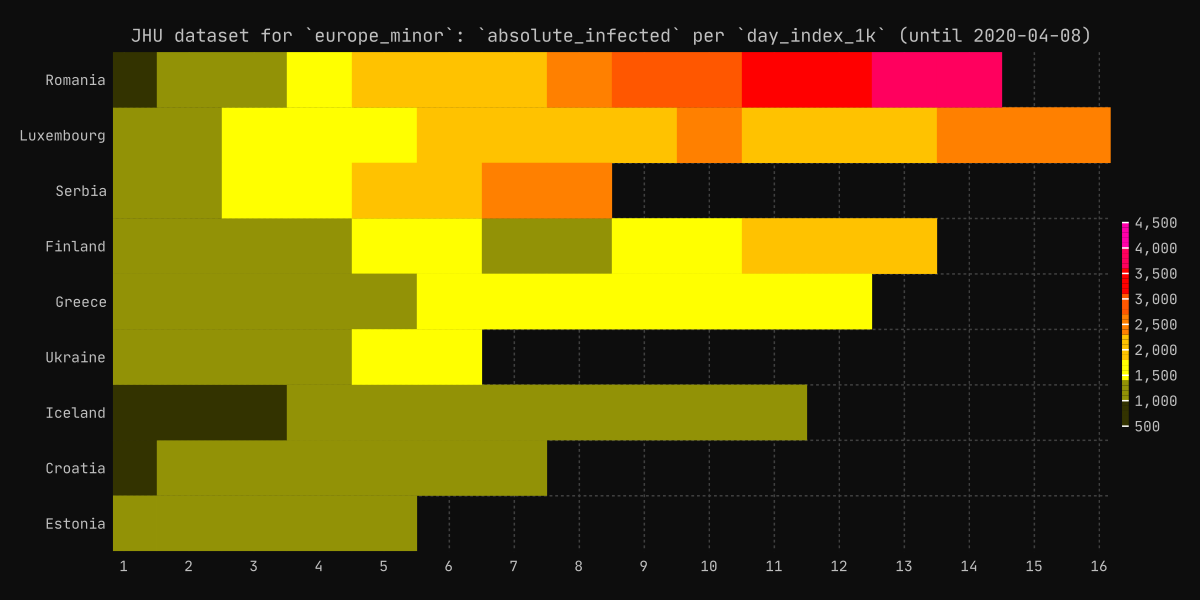 JHU dataset for `europe_minor`: `absolute_infected` per `day_index_1k` (until 2020-04-08)
Romania
Luxembourg
Serbia
Finland
Greece
Ukraine
Iceland
Croatia
Estonia
1 2 3 4 5 6 7 8 9 10 11 12 13 14 15 16
4,500
4,000
3,500
3,000
2,500
2,000
1,500
1,000
500